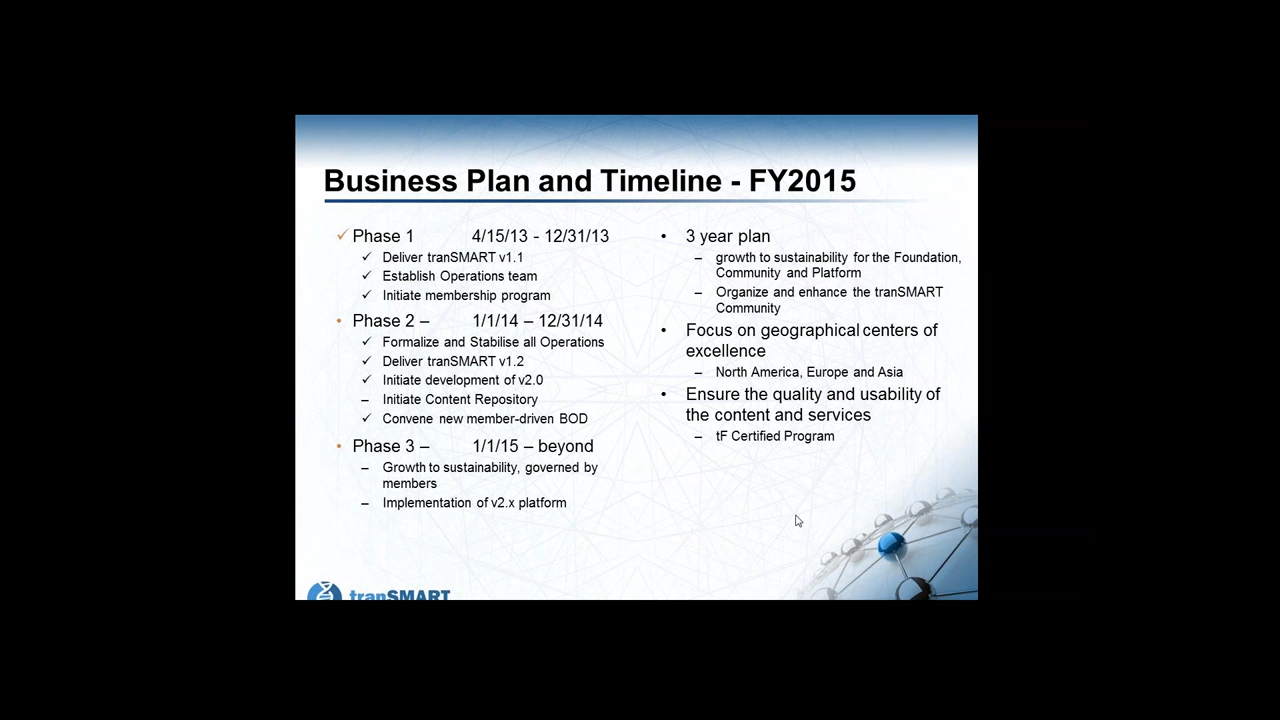 Business Plan and Timeline - FY2015
✓ Phase 1 4/15/13 - 12/31/13
✓ Deliver tranSMART v1.1
✓ Establish Operations team
✓ Initiate membership program
• Phase 2 – 1/1/14 – 12/31/14
✓ Formalize and Stabilise all Operations
✓ Deliver tranSMART v1.2
✓ Initiate development of v2.0
– Initiate Content Repository
✓ Convene new member-driven BOD
• Phase 3 – 1/1/15 – beyond
– Growth to sustainability, governed by
members
– Implementation of v2.x platform
• 3 year plan
– growth to sustainability for the Foundation,
Community and Platform
– Organize and enhance the tranSMART
Community
• Focus on geographical centers of
excellence
– North America, Europe and Asia
• Ensure the quality and usability of
the content and services
– tF Certified Program
tranSMART